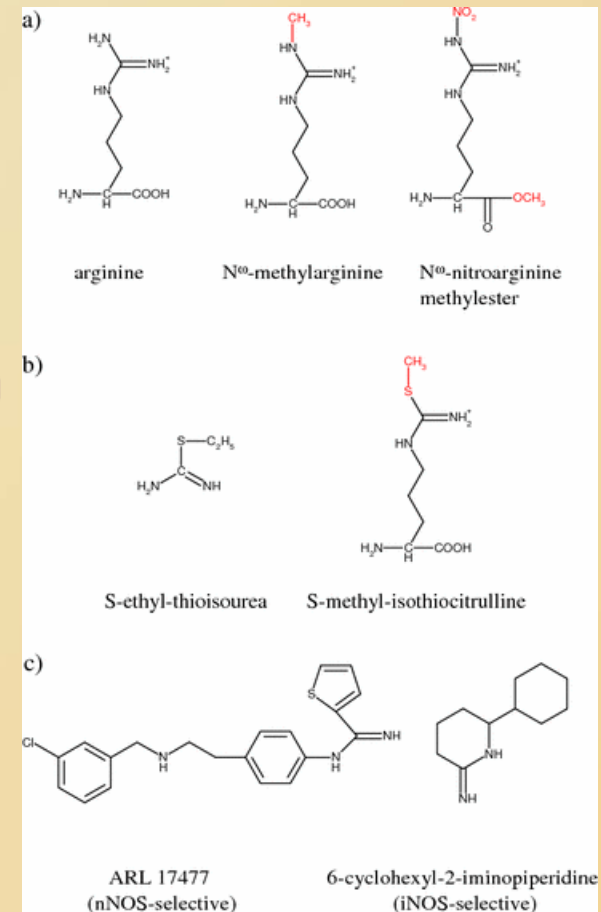 a)
H₂N
NH₂⁺
HN
H₂N—C—COOH
H
arginine
CH₃
HN
NH₂⁺
HN
H₂N—C—COOH
H
Nᵚ-methylarginine
NO₂
HN
NH₂⁺
HN
H₂N—C
H
OCH₃
O
Nᵚ-nitroarginine
methylester
b)
S—C₂H₅
C
H₂N
NH
S-ethyl-thioisourea
CH₃
S
NH₂⁺
HN
H₂N—C—COOH
H
S-methyl-isothiocitrulline
c)
S
Cl
N
H
N
H
NH
ARL 17477
(nNOS-selective)
NH
NH
6-cyclohexyl-2-iminopiperidine
(iNOS-selective)